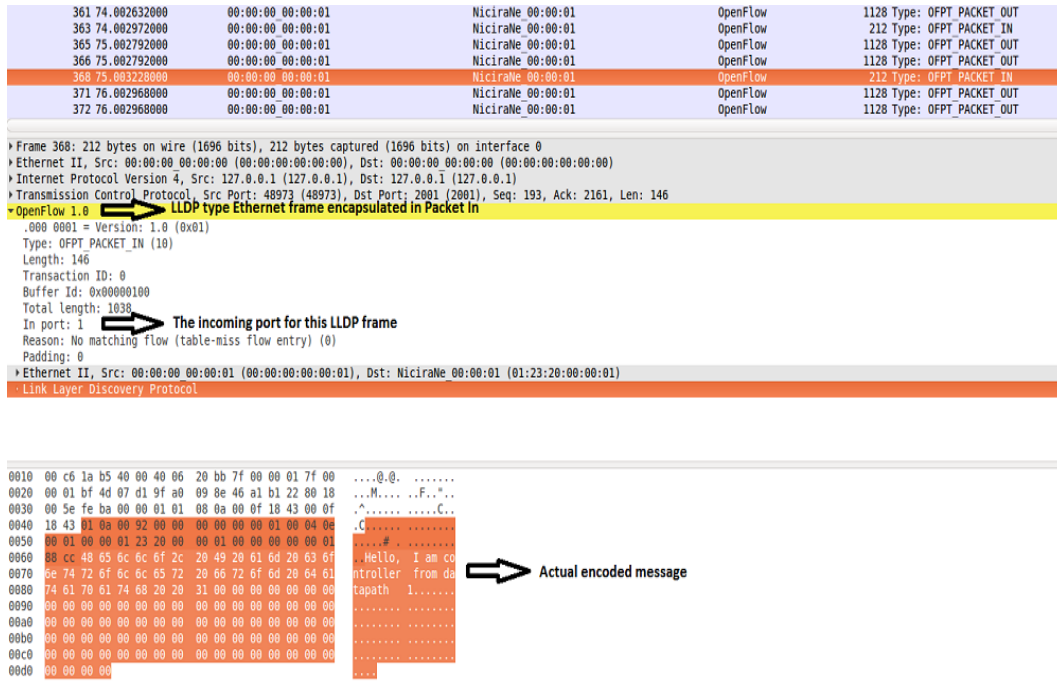 361 74.002632000 00:00:00_00:00:01 NiciraNe_00:00:01 OpenFlow 1128 Type: OFPT_PACKET_OUT
363 74.002972000 00:00:00_00:00:01 NiciraNe_00:00:01 OpenFlow 212 Type: OFPT_PACKET_IN
365 75.002792000 00:00:00_00:00:01 NiciraNe_00:00:01 OpenFlow 1128 Type: OFPT_PACKET_OUT
366 75.002792000 00:00:00_00:00:01 NiciraNe_00:00:01 OpenFlow 1128 Type: OFPT_PACKET_OUT
368 75.003228000 00:00:00_00:00:01 NiciraNe_00:00:01 OpenFlow 212 Type: OFPT_PACKET_IN
371 76.002968000 00:00:00_00:00:01 NiciraNe_00:00:01 OpenFlow 1128 Type: OFPT_PACKET_OUT
372 76.002968000 00:00:00_00:00:01 NiciraNe_00:00:01 OpenFlow 1128 Type: OFPT_PACKET_OUT
Frame 368: 212 bytes on wire (1696 bits), 212 bytes captured (1696 bits) on interface 0
Ethernet II, Src: 00:00:00_00:00:00 (00:00:00:00:00:00), Dst: 00:00:00_00:00:00 (00:00:00:00:00:00)
Internet Protocol Version 4, Src: 127.0.0.1 (127.0.0.1), Dst: 127.0.0.1 (127.0.0.1)
Transmission Control Protocol, Src Port: 48973 (48973), Dst Port: 2001 (2001), Seq: 193, Ack: 2161, Len: 146
OpenFlow 1.0 LLDP type Ethernet frame encapsulated in Packet In
.000 0001 = Version: 1.0 (0x01)
Type: OFPT_PACKET_IN (10)
Length: 146
Transaction ID: 0
Buffer Id: 0x00000100
Total length: 1038
In port: 1 The incoming port for this LLDP frame
Reason: No matching flow (table-miss flow entry) (0)
Padding: 0
Ethernet II, Src: 00:00:00_00:00:01 (00:00:00:00:00:01), Dst: NiciraNe_00:00:01 (01:23:20:00:00:01)
Link Layer Discovery Protocol
0010 00 c6 1a b5 40 00 40 06 20 bb 7f 00 00 01 7f 00 ....@.@. .......
0020 00 01 bf 4d 07 d1 9f a0 09 8e 46 a1 b1 22 80 18 ...M.... ..F.."..
0030 00 5e fe ba 00 00 01 01 08 0a 00 0f 18 43 00 0f .^...... .....C..
0040 18 43 01 0a 00 92 00 00 00 00 00 00 01 00 04 0e .C...... ........
0050 00 01 00 00 01 23 20 00 00 01 00 00 00 00 00 01 .....# . ........
0060 88 cc 48 65 6c 6c 6f 2c 20 49 20 61 6d 20 63 6f ..Hello, I am co
0070 6e 74 72 6f 6c 6c 65 72 20 66 72 6f 6d 20 64 61 ntroller from da Actual encoded message
0080 74 61 70 61 74 68 20 20 31 00 00 00 00 00 00 00 tapath 1.......
0090 00 00 00 00 00 00 00 00 00 00 00 00 00 00 00 00 ........ ........
00a0 00 00 00 00 00 00 00 00 00 00 00 00 00 00 00 00 ........ ........
00b0 00 00 00 00 00 00 00 00 00 00 00 00 00 00 00 00 ........ ........
00c0 00 00 00 00 00 00 00 00 00 00 00 00 00 00 00 00 ........ ........
00d0 00 00 00 00 ....